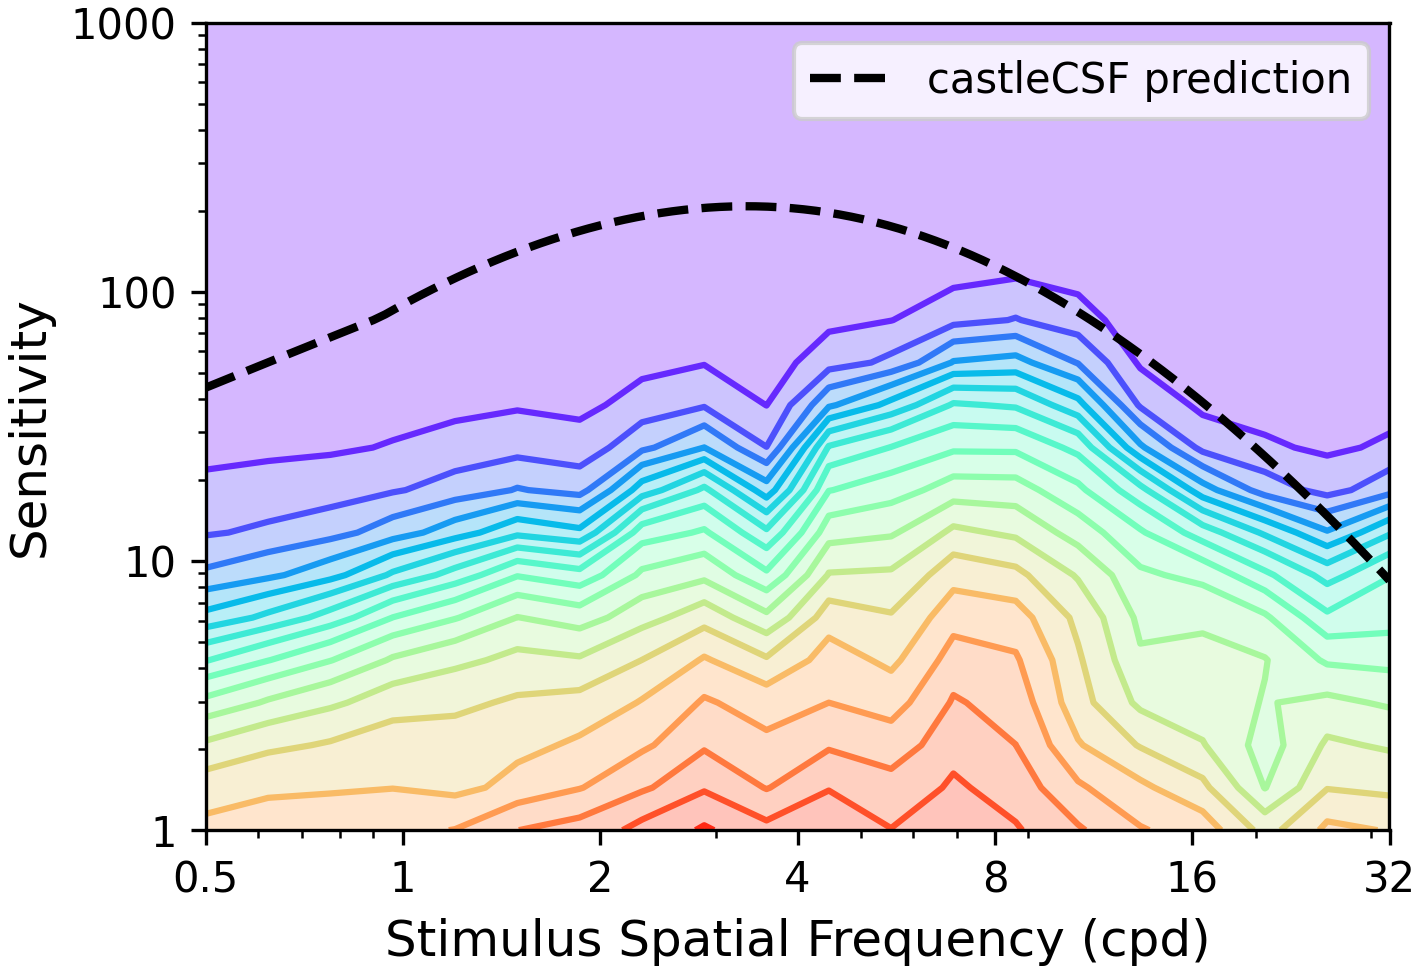 1000
100
10
1
Sensitivity
castleCSF prediction
0.5 1 2 4 8 16 32
Stimulus Spatial Frequency (cpd)